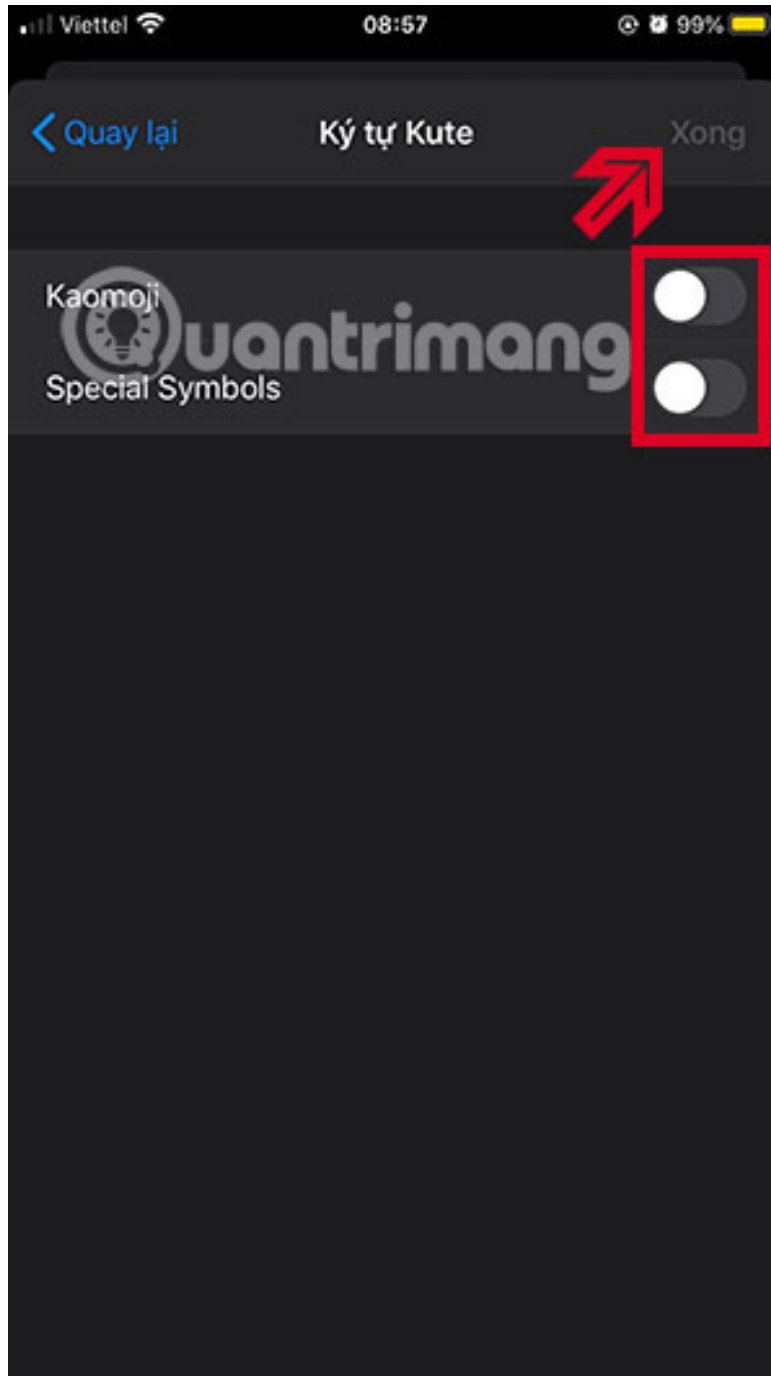 Viettel 08:57 99%
Quay lại Ký tự Kute Xong
Kaomoji
Quantrimang
Special Symbols